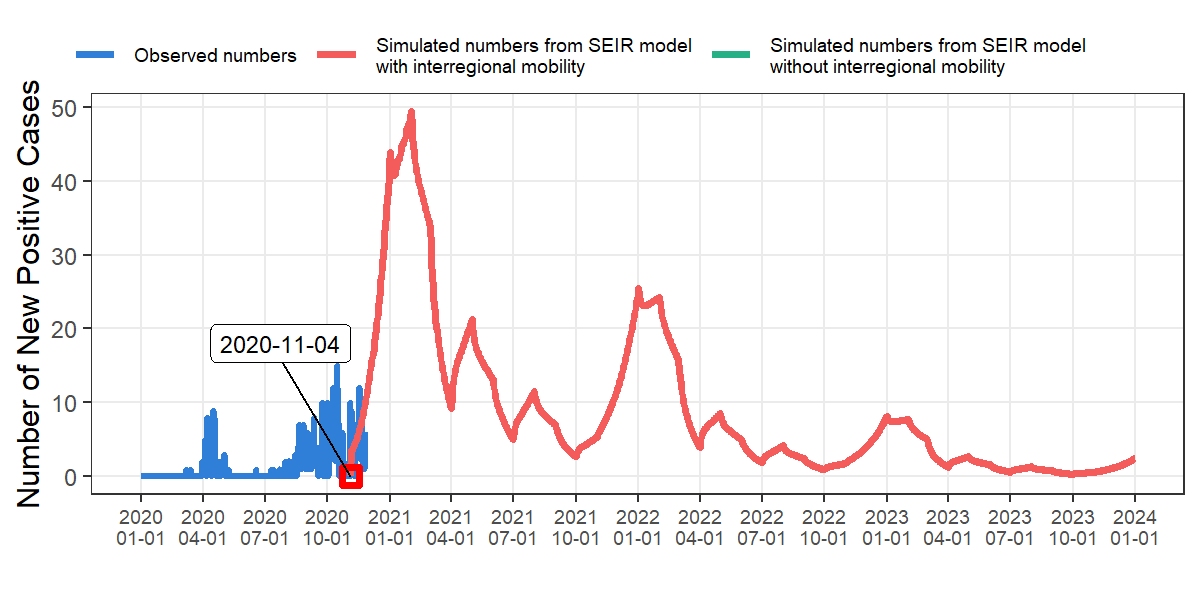 Observed numbers
Simulated numbers from SEIR model
with interregional mobility
Simulated numbers from SEIR model
without interregional mobility
Number of New Positive Cases
50
40
30
20
10
0
2020-11-04
2020 2020 2020 2020 2021 2021 2021 2021 2022 2022 2022 2022 2023 2023 2023 2023 2024
01-01 04-01 07-01 10-01 01-01 04-01 07-01 10-01 01-01 04-01 07-01 10-01 01-01 04-01 07-01 10-01 01-01